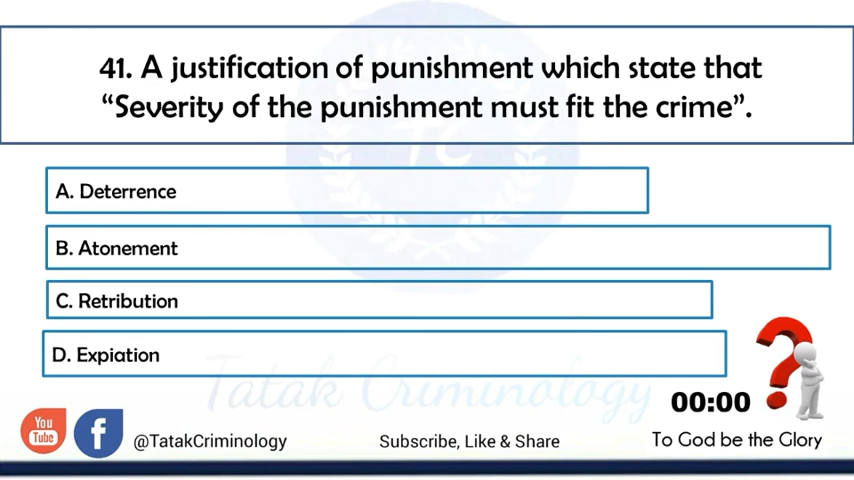 41. A justification of punishment which state that
“Severity of the punishment must fit the crime”.
TC
A. Deterrence
B. Atonement
C. Retribution
D. Expiation
Tatak Criminology
00:00
You
Tube
f
@TatakCriminology
Subscribe, Like & Share
To God be the Glory